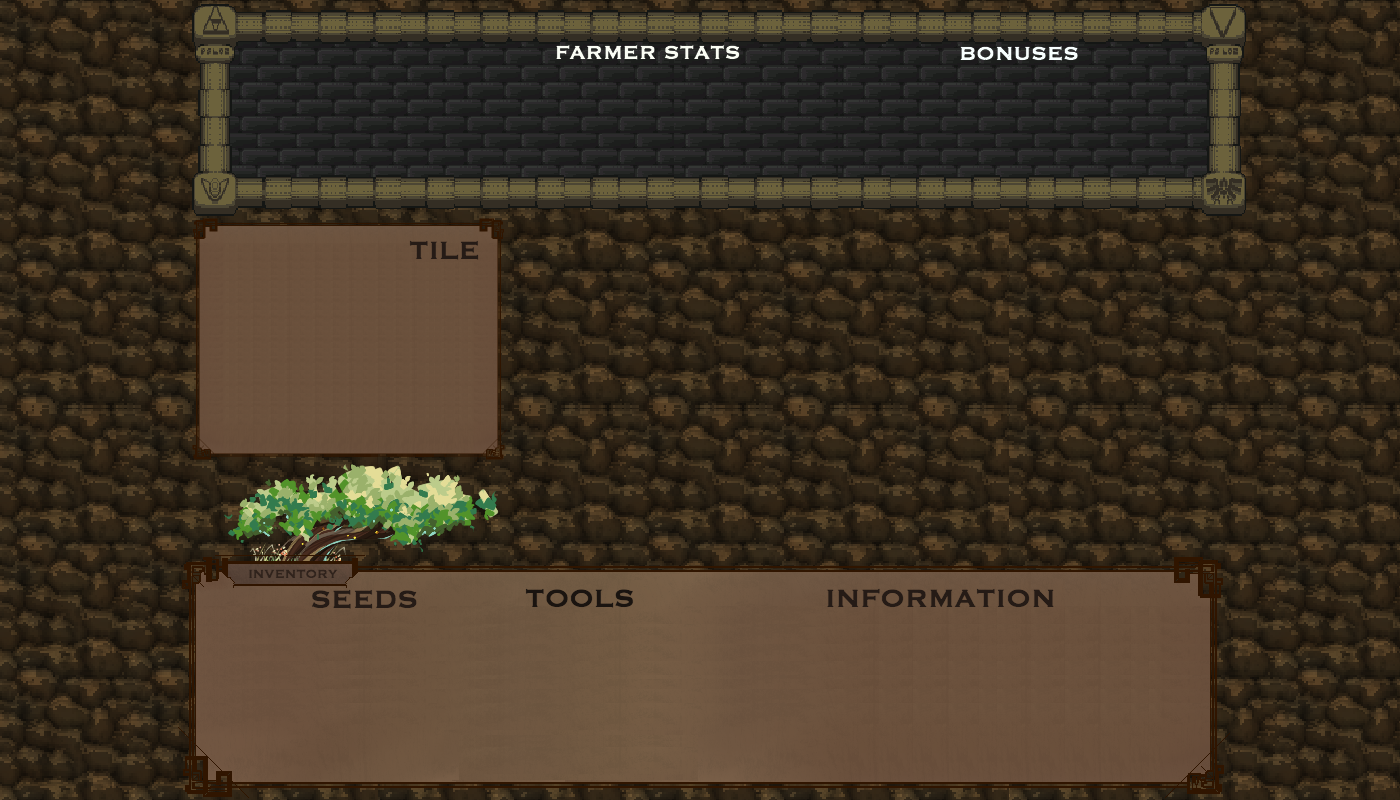 FARMER STATS
BONUSES
TILE
INVENTORY
SEEDS
TOOLS
INFORMATION